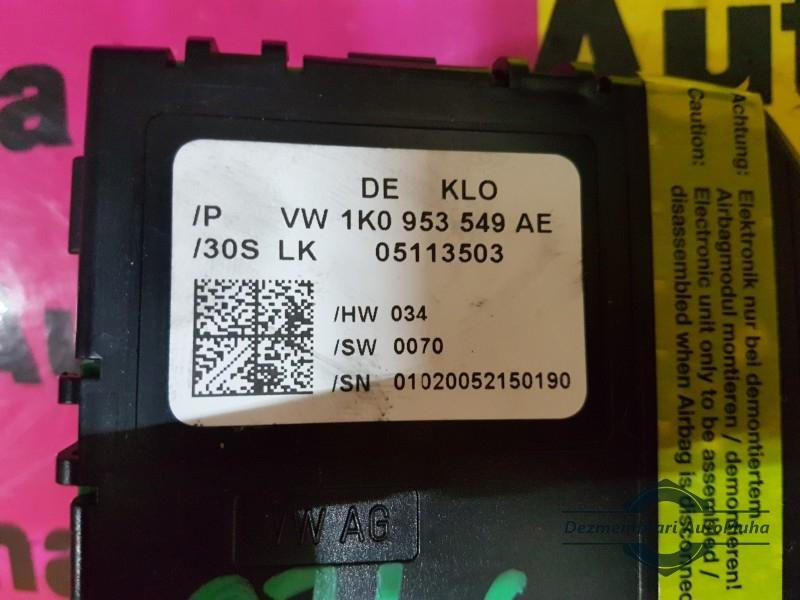 DE KLO
/P VW 1K0 953 549 AE
/30S LK 05113503
/HW 034
/SW 0070
/SN 01020052150190
VW AG
Achtung: Elektronik nur bei demontiertem
Airbagmodul montieren / demontieren!
Caution: Electronic unit only to be assembled /
disassembled when Airbag is disconnec
Dezmembrari AutoPiuha
Auto